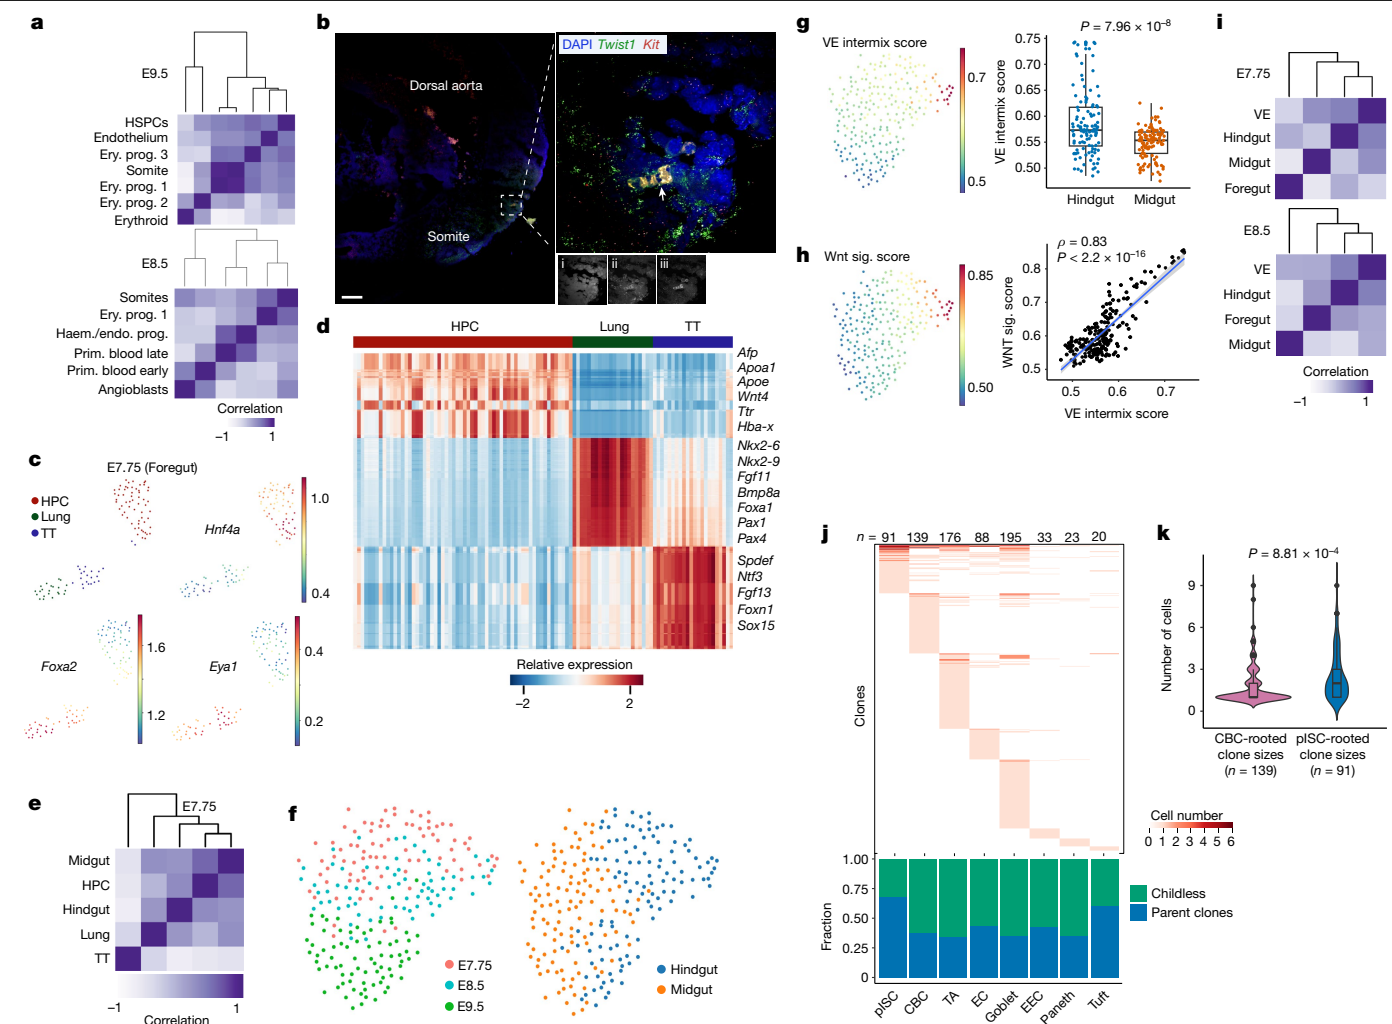 a
E9.5
HSPCs
Endothelium
Ery. prog. 3
Somite
Ery. prog. 1
Ery. prog. 2
Erythroid
E8.5
Somites
Ery. prog. 1
Haem./endo. prog.
Prim. blood late
Prim. blood early
Angioblasts
Correlation
−1 1
b
DAPI Twist1 Kit
Dorsal aorta
Somite
i ii iii
c
E7.75 (Foregut)
HPC
Lung
TT
Hnf4a
1.0
0.4
Foxa2
1.6
1.2
Eya1
0.4
0.2
d
HPC Lung TT
Afp
Apoa1
Apoe
Wnt4
Ttr
Hba-x
Nkx2-6
Nkx2-9
Fgf11
Bmp8a
Foxa1
Pax1
Pax4
Spdef
Ntf3
Fgf13
Foxn1
Sox15
Relative expression
−2 2
e
E7.75
Midgut
HPC
Hindgut
Lung
TT
−1 1
Correlation
f
E7.75
E8.5
E9.5
Hindgut
Midgut
g
VE intermix score
0.7
0.5
P = 7.96 × 10⁻⁸
VE intermix score
0.75
0.70
0.65
0.60
0.55
0.50
Hindgut Midgut
h
Wnt sig. score
0.85
0.50
ρ = 0.83
P < 2.2 × 10⁻¹⁶
WNT sig. score
0.8
0.7
0.6
0.5
0.5 0.6 0.7
VE intermix score
i
E7.75
VE
Hindgut
Midgut
Foregut
E8.5
VE
Hindgut
Foregut
Midgut
Correlation
−1 1
j
n = 91 139 176 88 195 33 23 20
Clones
Cell number
0 1 2 3 4 5 6
Fraction
1.00
0.75
0.50
0.25
0
Childless
Parent clones
pISC CBC TA EC Goblet EEC Paneth Tuft
k
P = 8.81 × 10⁻⁴
Number of cells
9
6
3
0
CBC-rooted clone sizes (n = 139)
pISC-rooted clone sizes (n = 91)